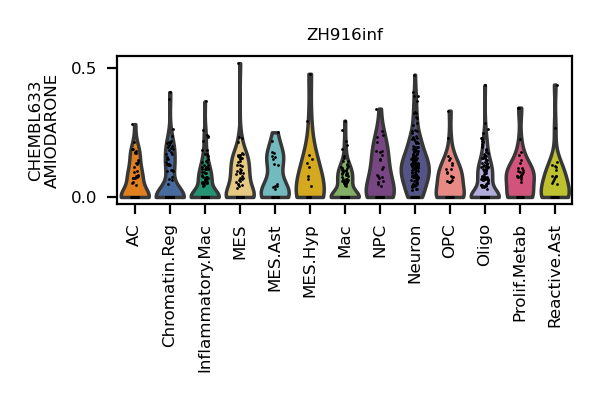 ZH916inf
CHEMBL633
AMIODARONE
0.5
0.0
AC
Chromatin.Reg
Inflammatory.Mac
MES
MES.Ast
MES.Hyp
Mac
NPC
Neuron
OPC
Oligo
Prolif.Metab
Reactive.Ast